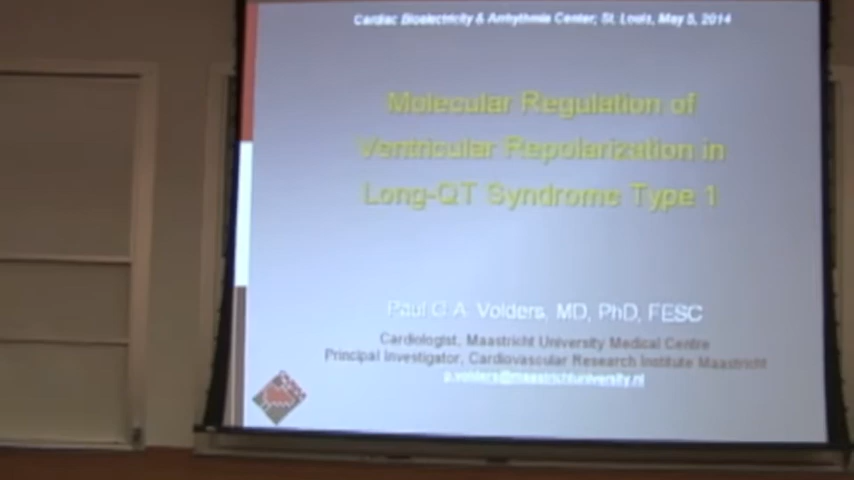 Cardiac Bioelectricity & Arrhythmia Center, St. Louis, May 5, 2014
Molecular Regulation of
Ventricular Repolarization in
Long-QT Syndrome Type 1
Paul G.A. Volders, MD, PhD, FESC
Cardiologist, Maastricht University Medical Centre
Principal Investigator, Cardiovascular Research Institute Maastricht
p.volders@maastrichtuniversity.nl